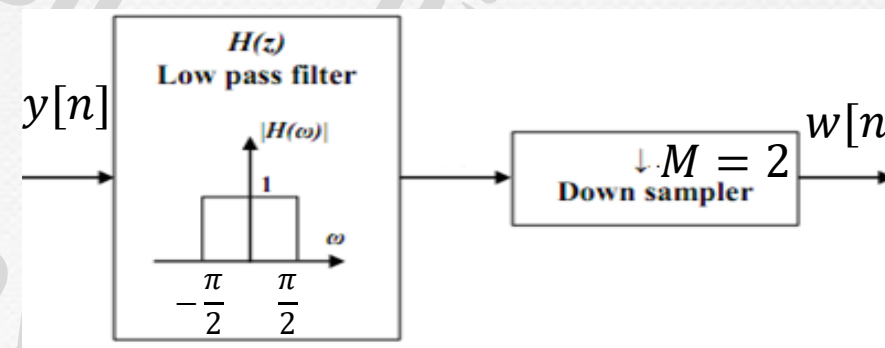 H(z)
Low pass filter
y[n]
|H(ω)|
1
ω
−π/2 π/2
↓ M = 2
Down sampler
w[n